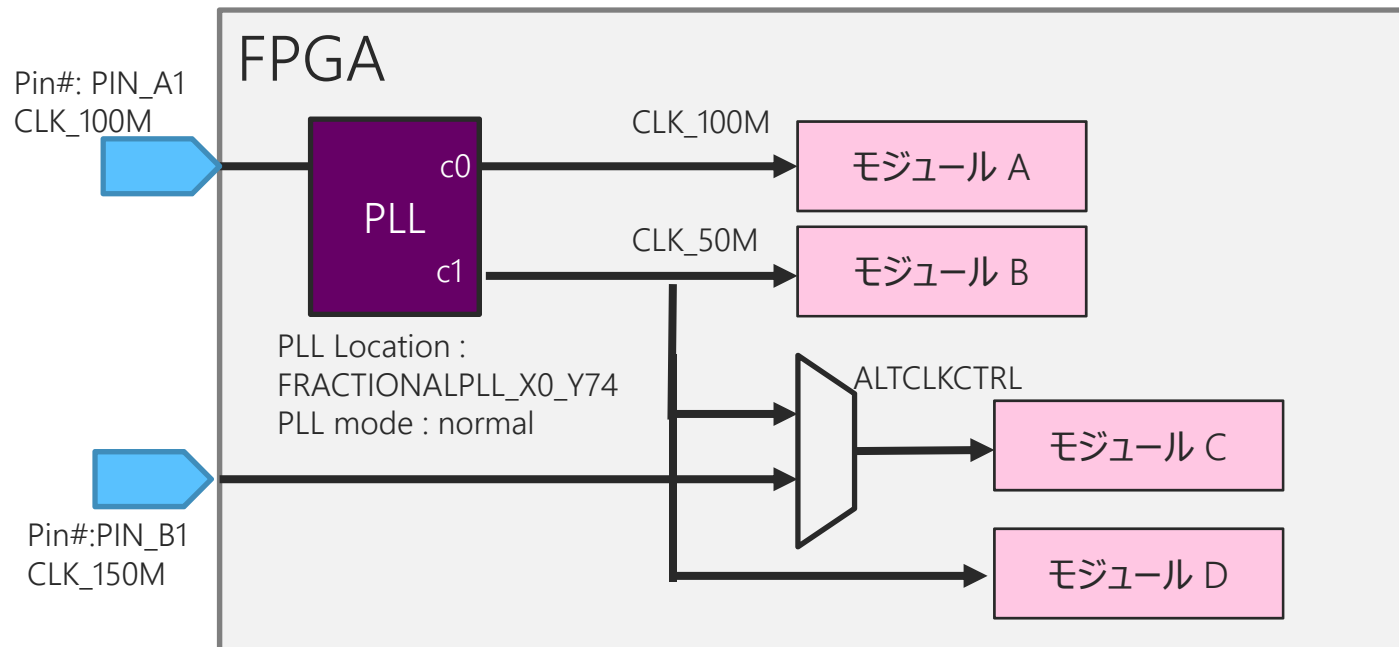 FPGA
Pin#: PIN_A1
CLK_100M
c0
PLL
c1
CLK_100M
モジュール A
CLK_50M
モジュール B
PLL Location :
FRACTIONALPLL_X0_Y74
PLL mode : normal
ALTCLKCTRL
モジュール C
Pin#:PIN_B1
CLK_150M
モジュール D